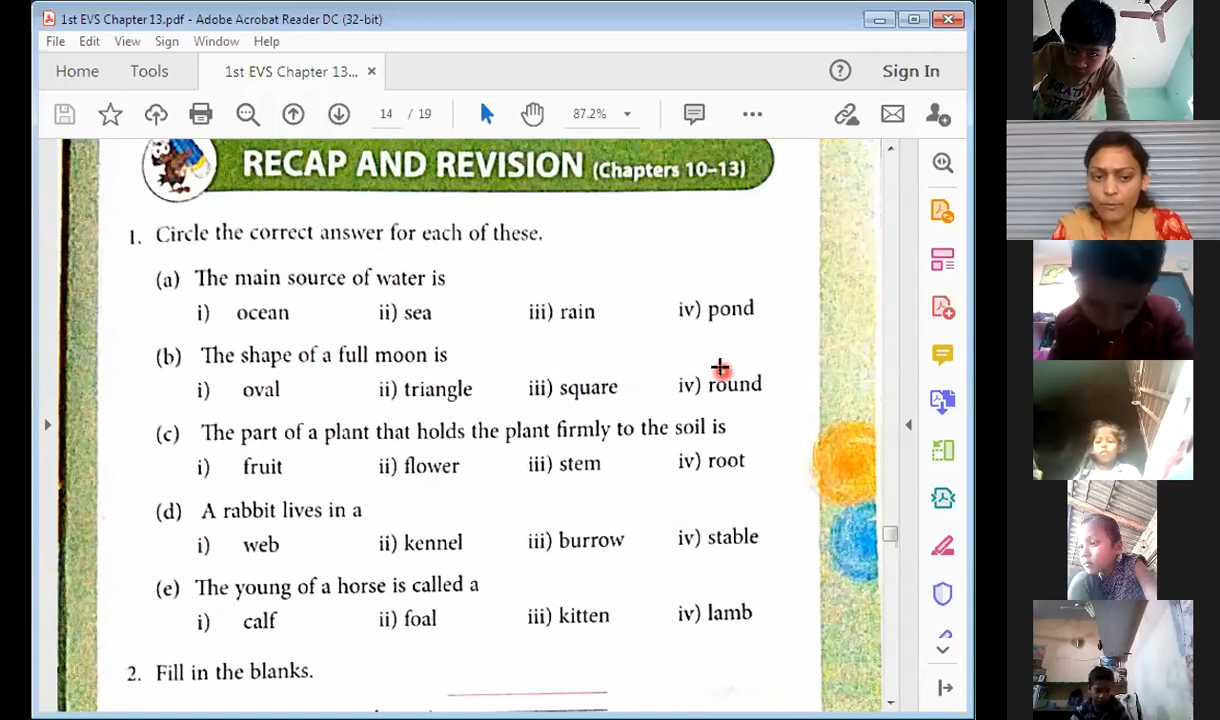 1st EVS Chapter 13.pdf - Adobe Acrobat Reader DC (32-bit)
File Edit View Sign Window Help
Home Tools 1st EVS Chapter 13... × Sign In
14 / 19 87.2%
RECAP AND REVISION (Chapters 10–13)
1. Circle the correct answer for each of these.
(a) The main source of water is
i) ocean ii) sea iii) rain iv) pond
(b) The shape of a full moon is
i) oval ii) triangle iii) square iv) round
(c) The part of a plant that holds the plant firmly to the soil is
i) fruit ii) flower iii) stem iv) root
(d) A rabbit lives in a
i) web ii) kennel iii) burrow iv) stable
(e) The young of a horse is called a
i) calf ii) foal iii) kitten iv) lamb
2. Fill in the blanks.